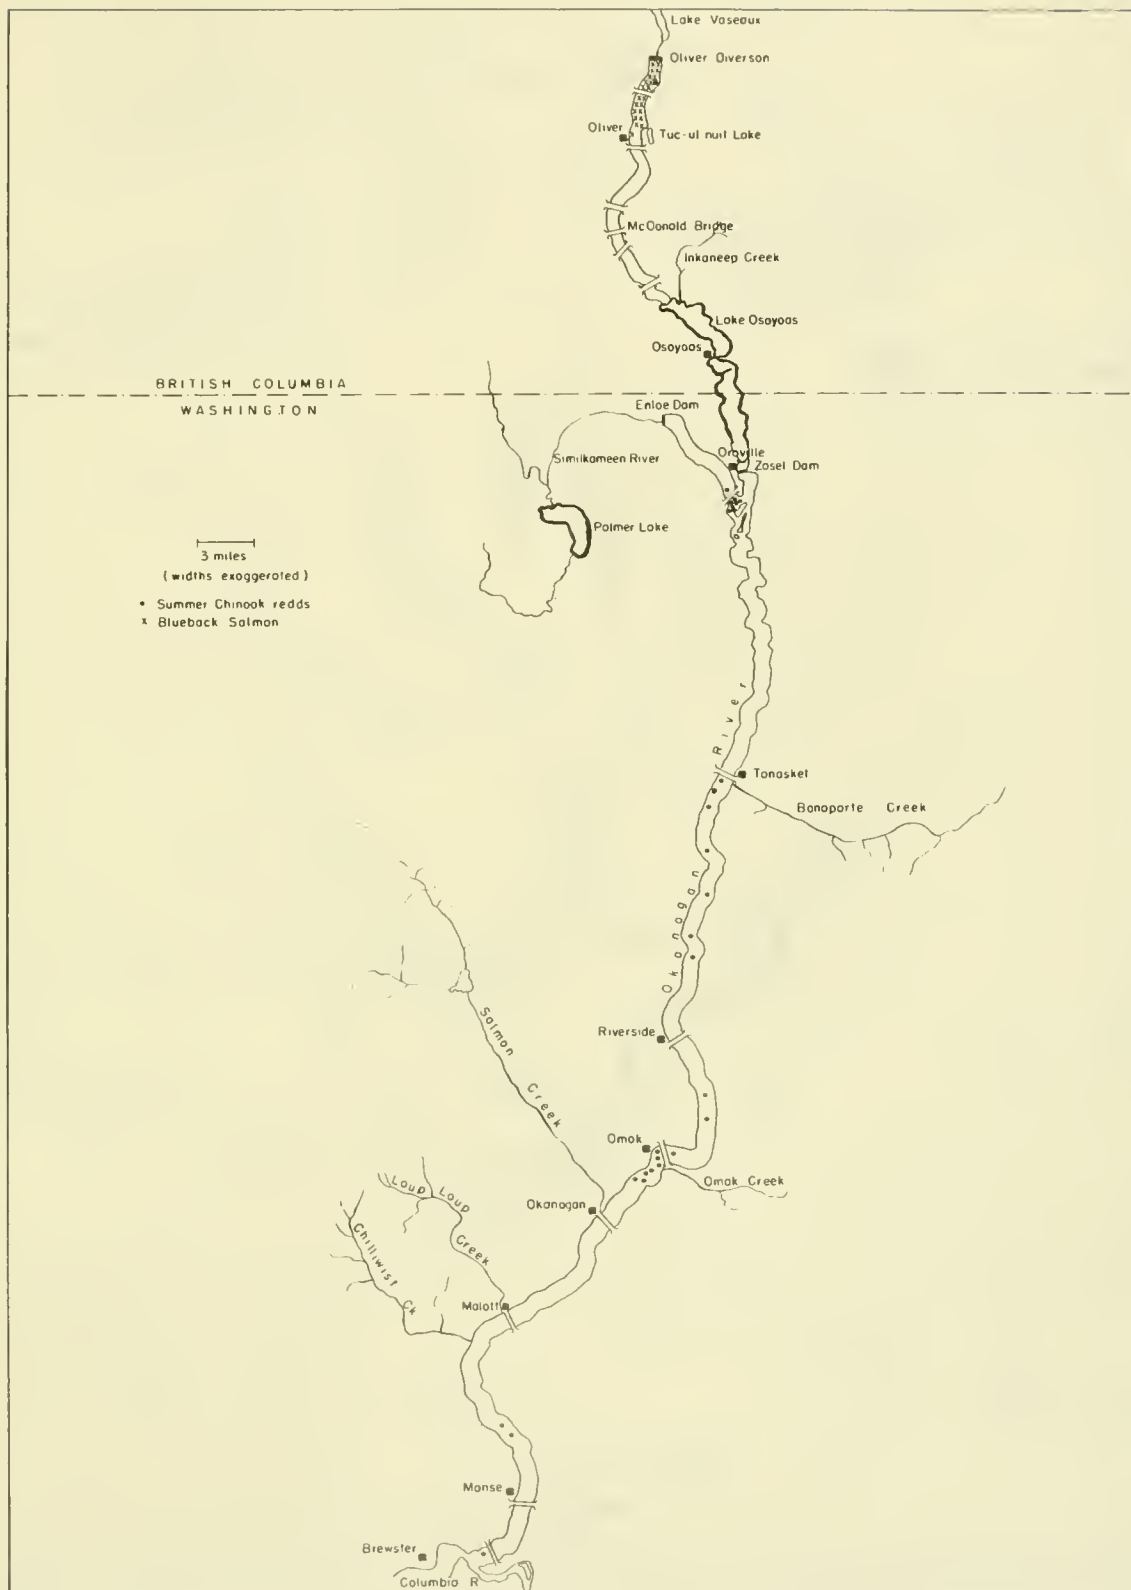 Lake Vaseaux
Oliver Diverson
Oliver
Tuc-ul nuit Lake
McDonald Bridge
Inkaneep Creek
Lake Osoyoos
Osoyoos
BRITISH COLUMBIA
WASHINGTON
Enloe Dam
Similkameen River
Oroville
Zosel Dam
Palmer Lake
3 miles
(widths exaggerated)
• Summer Chinook redds
x Blueback Salmon
Okanogan River
Tonasket
Bonaparte Creek
Salmon Creek
Riverside
Omak
Omak Creek
Okanogan
Loup Loup Creek
Chilliwist Ck
Malott
Monse
Brewster
Columbia R